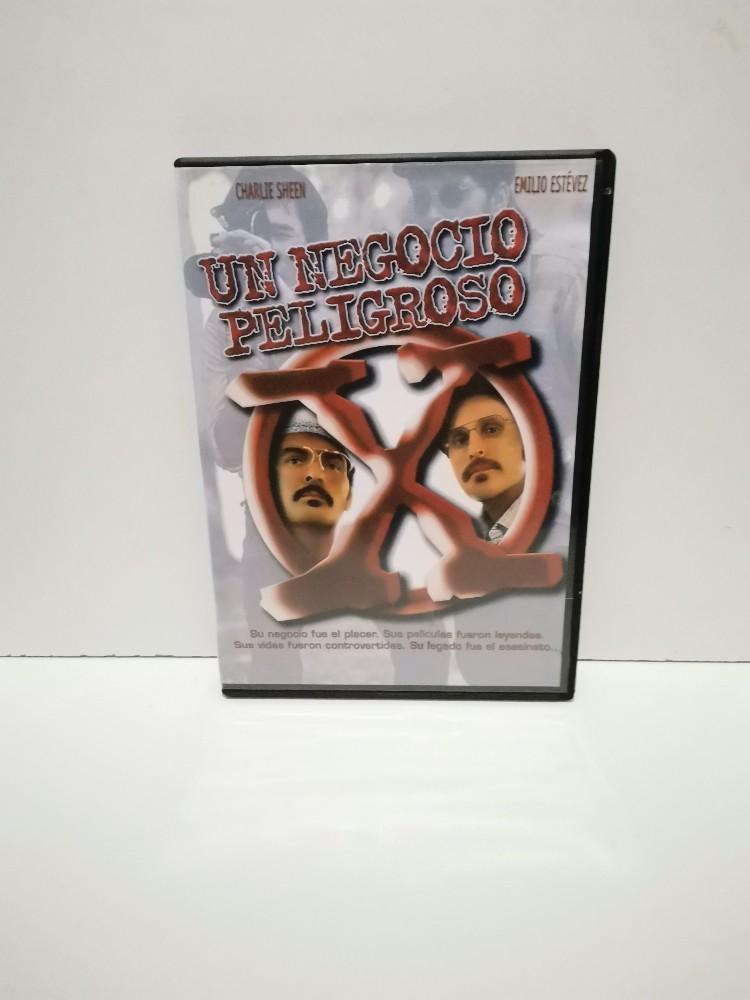 CHARLIE SHEEN
EMILIO ESTÉVEZ
UN NEGOCIO
PELIGROSO
X
Su negocio fue el placer. Sus películas fueron leyendas.
Sus vidas fueron controvertidas. Su legado fue el asesinato...